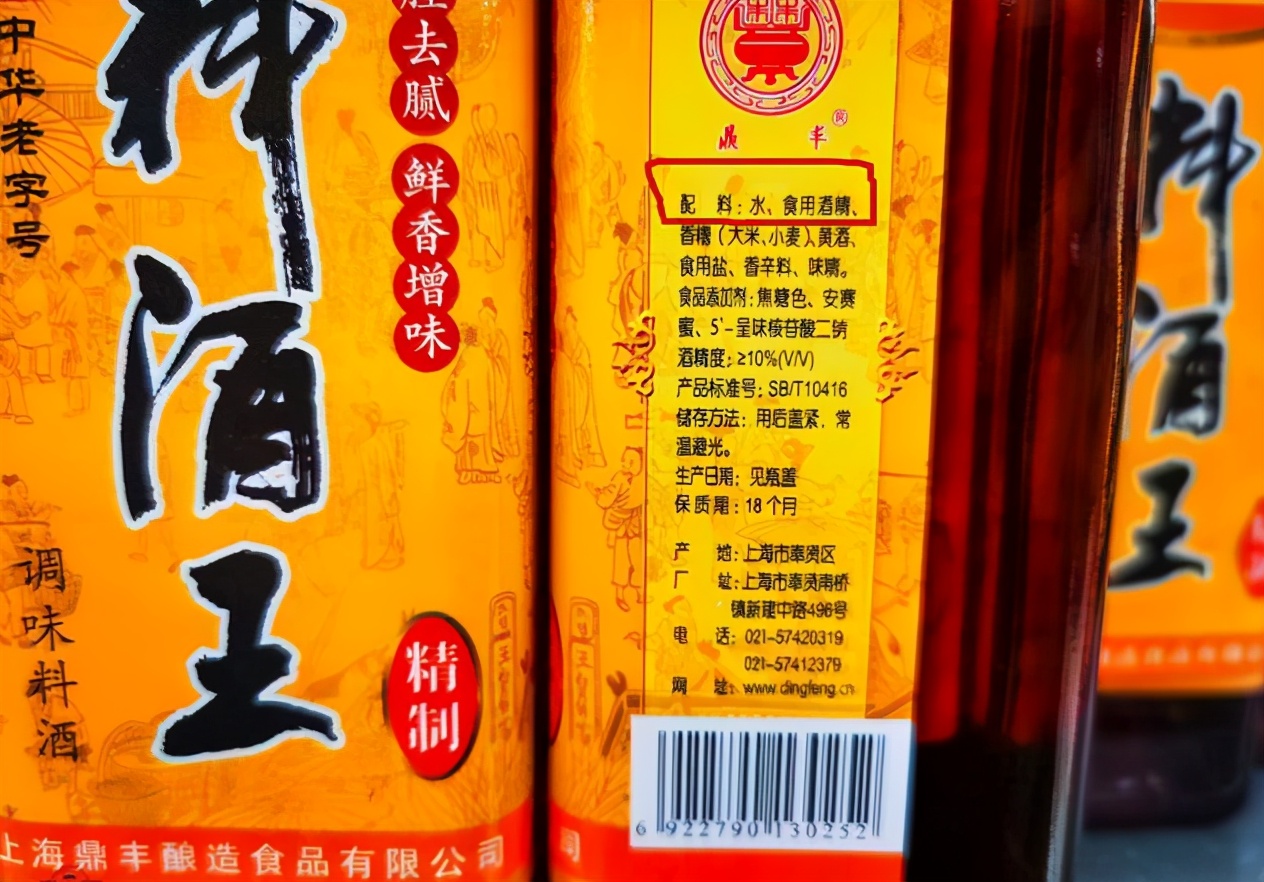 中华老字号
料酒王
去腻
鲜香增味
调味料酒
精制
上海鼎丰酿造食品有限公司
鼎丰
配 料：水、食用酒精、
香糟（大米、小麦）、黄酒、
食用盐、香辛料、味精。
食品添加剂：焦糖色、安赛
蜜、5'-呈味核苷酸二钠
酒精度：≥10%(V/V)
产品标准号：SB/T10416
储存方法：用后盖紧，常
温避光。
生产日期：见瓶盖
保质期：18个月
产 地：上海市奉贤区
厂 址：上海市奉贤南桥
镇新建中路496号
电 话：021-57420319
021-57412379
网 址：www.dingfeng.cn
6 922790 130252
司
料酒王